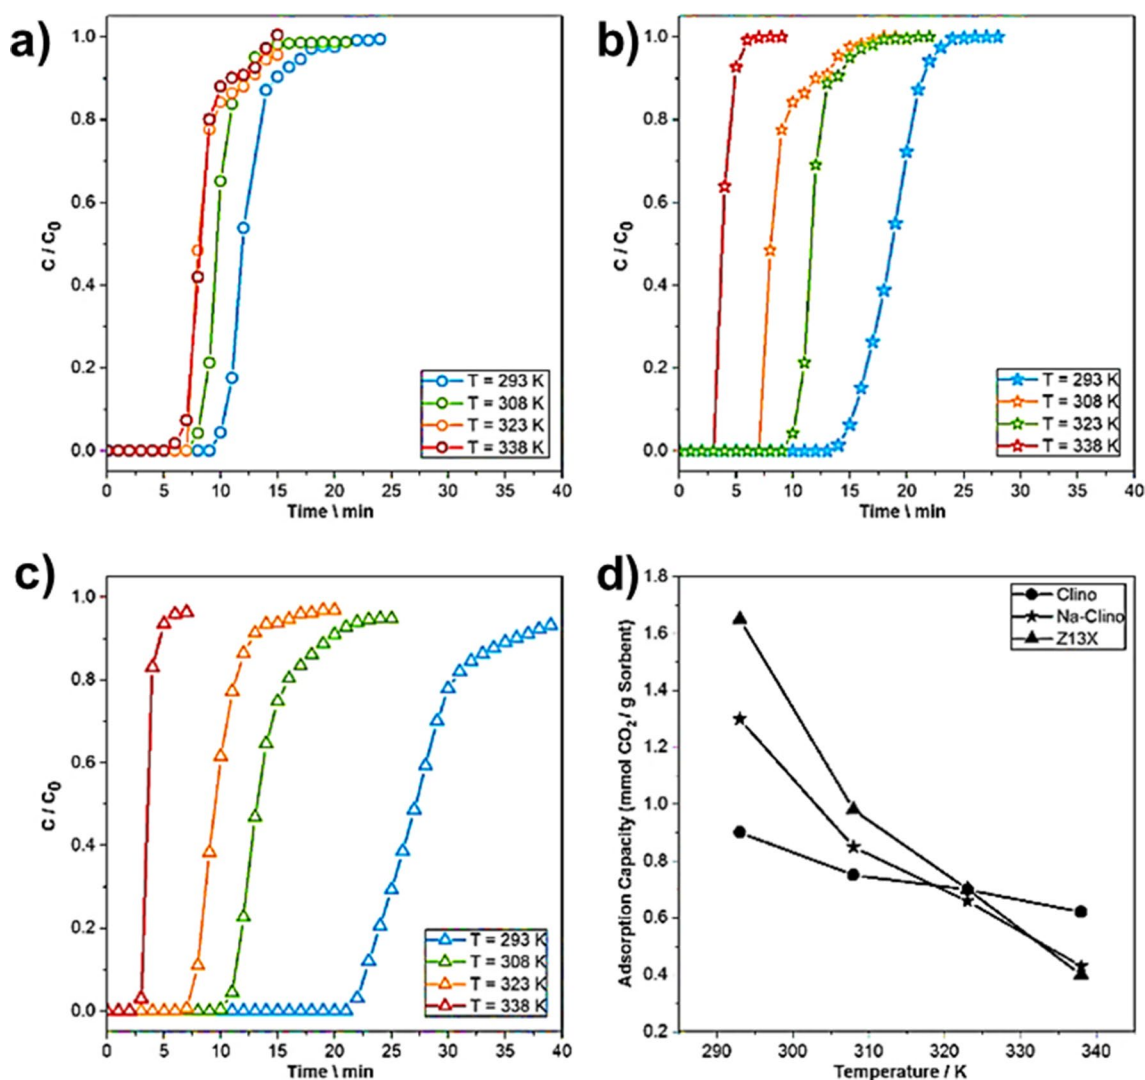 a)
1.0
0.8
0.6
0.4
0.2
0.0
C / C0
T = 293 K
T = 308 K
T = 323 K
T = 338 K
0 5 10 15 20 25 30 35 40
Time \ min
b)
1.0
0.8
0.6
0.4
0.2
0.0
C / C0
T = 293 K
T = 308 K
T = 323 K
T = 338 K
0 5 10 15 20 25 30 35 40
Time \ min
c)
1.0
0.8
0.6
0.4
0.2
0.0
C / C0
T = 293 K
T = 308 K
T = 323 K
T = 338 K
0 5 10 15 20 25 30 35 40
Time \ min
d)
1.8
1.6
1.4
1.2
1.0
0.8
0.6
0.4
0.2
Adsorption Capacity (mmol CO2 / g Sorbent)
Clino
Na-Clino
Z13X
290 300 310 320 330 340
Temperature / K